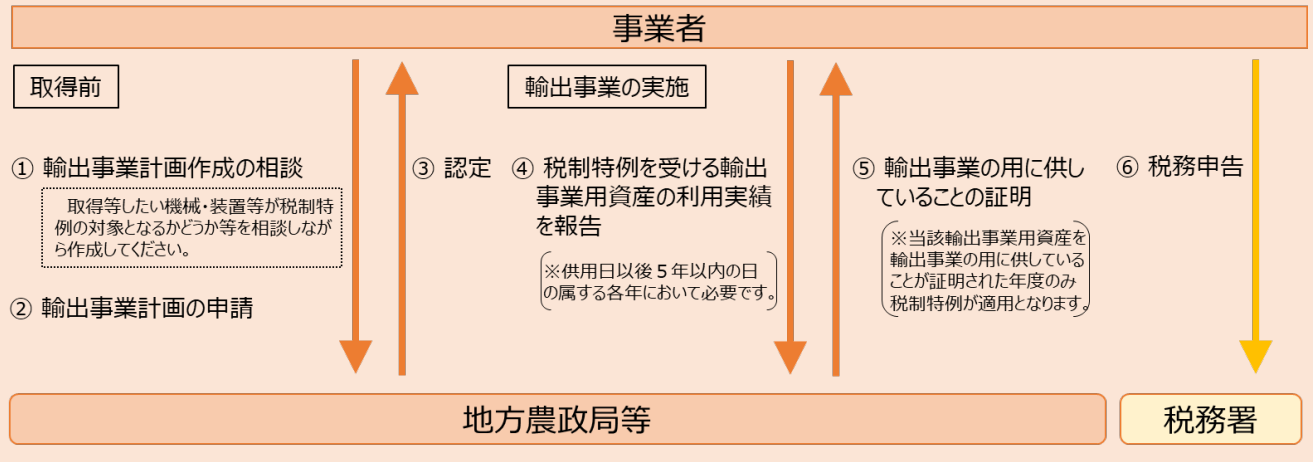 事業者
取得前
① 輸出事業計画作成の相談
取得等したい機械・装置等が税制特
例の対象となるかどうか等を相談しなが
ら作成してください。
② 輸出事業計画の申請
③ 認定
輸出事業の実施
④ 税制特例を受ける輸出
事業用資産の利用実績
を報告
※供用日以後５年以内の日
の属する各年において必要です。
⑤ 輸出事業の用に供し
ていることの証明
※当該輸出事業用資産を
輸出事業の用に供している
ことが証明された年度のみ
税制特例が適用となります。
⑥ 税務申告
地方農政局等
税務署